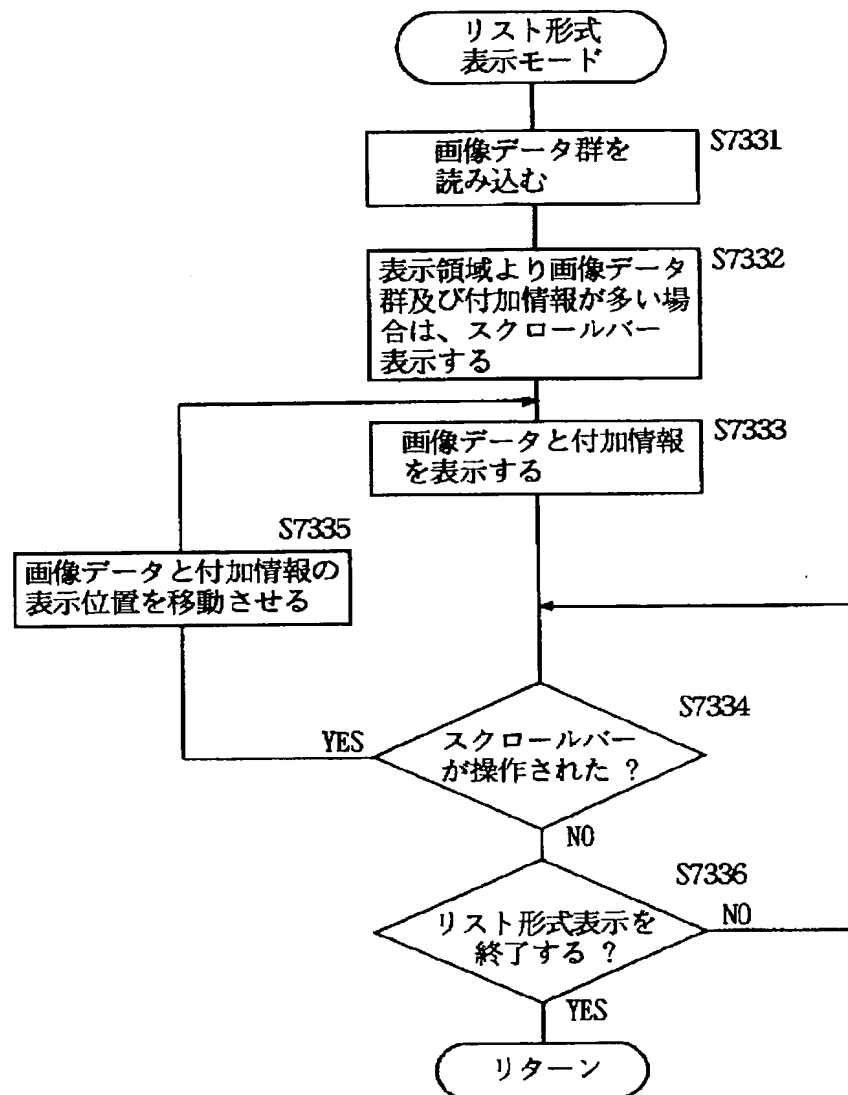 リスト形式
表示モード
S7331
画像データ群を
読み込む
S7332
表示領域より画像データ
群及び付加情報が多い場
合は、スクロールバー
表示する
S7333
画像データと付加情報
を表示する
S7335
画像データと付加情報の
表示位置を移動させる
S7334
YES
スクロールバー
が操作された ?
NO
S7336
リスト形式表示を
終了する ?
NO
YES
リターン